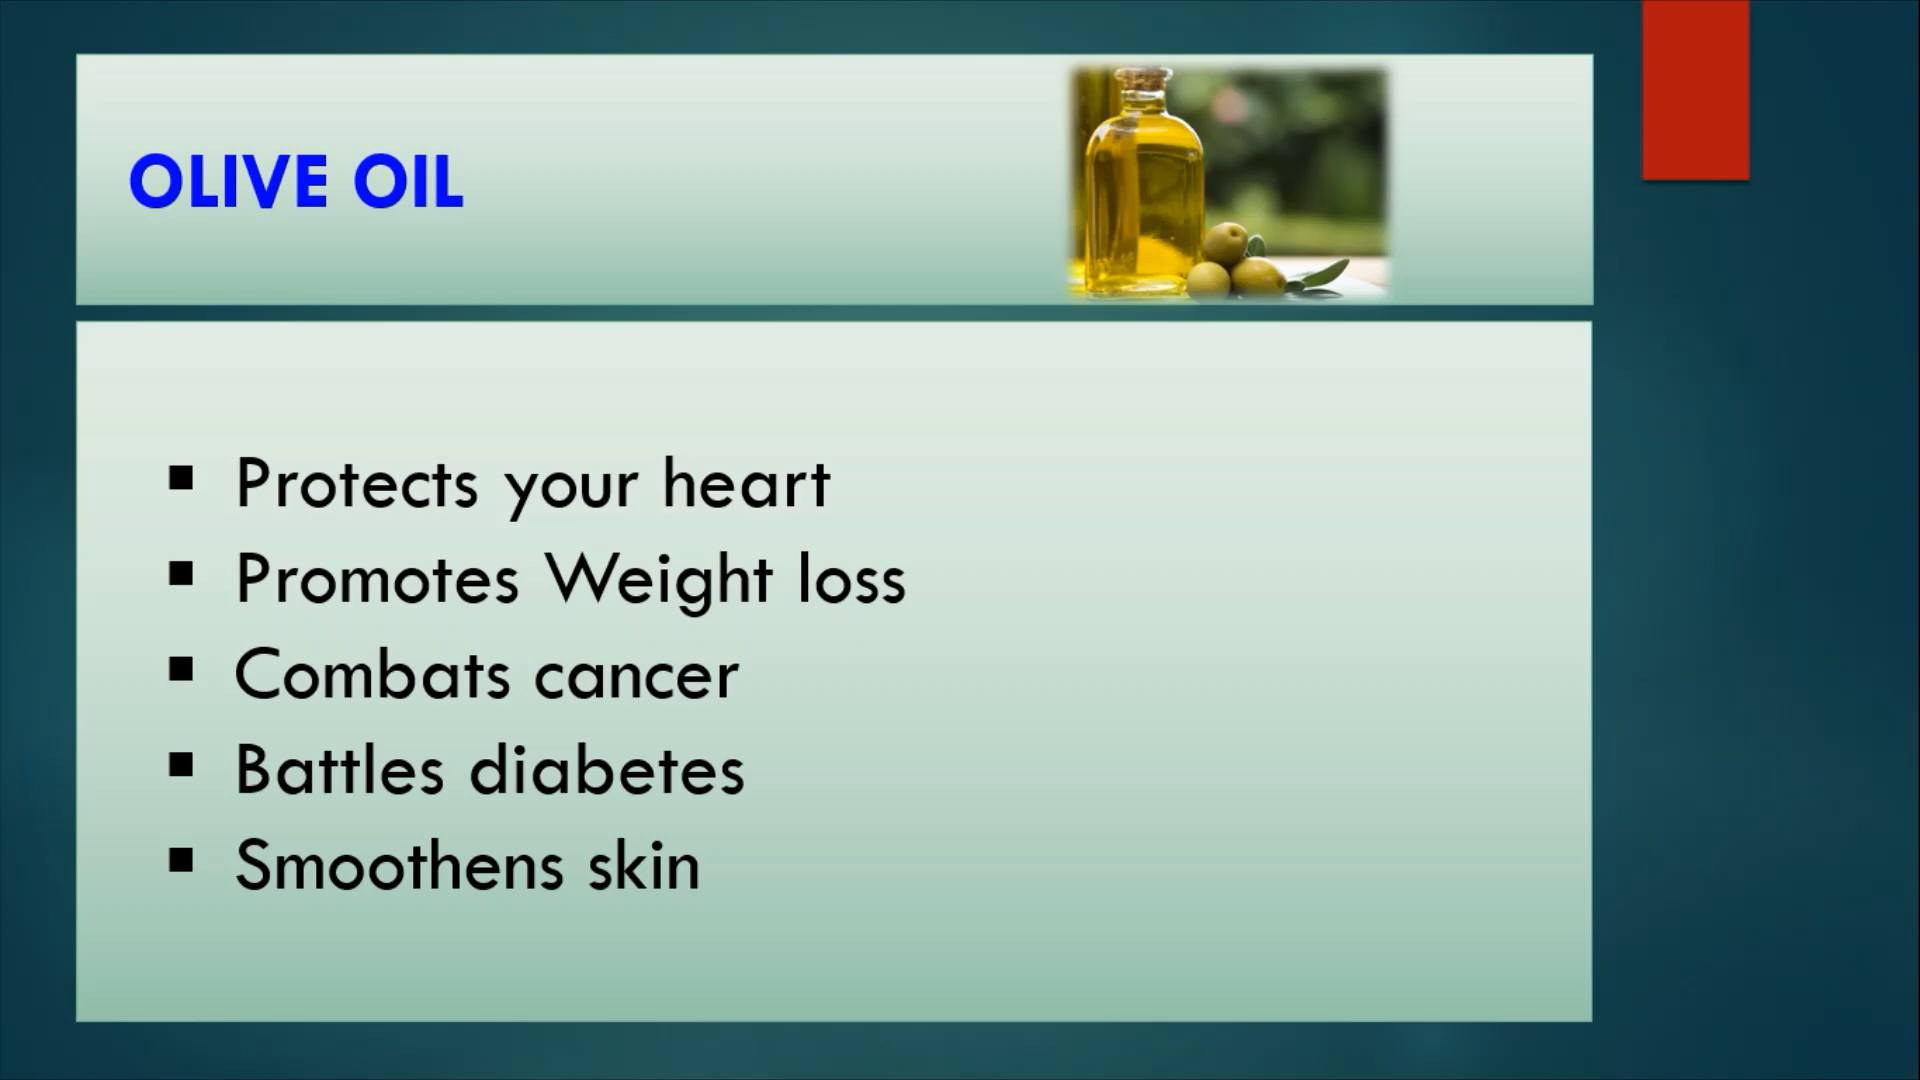 OLIVE OIL
▪ Protects your heart
▪ Promotes Weight loss
▪ Combats cancer
▪ Battles diabetes
▪ Smoothens skin